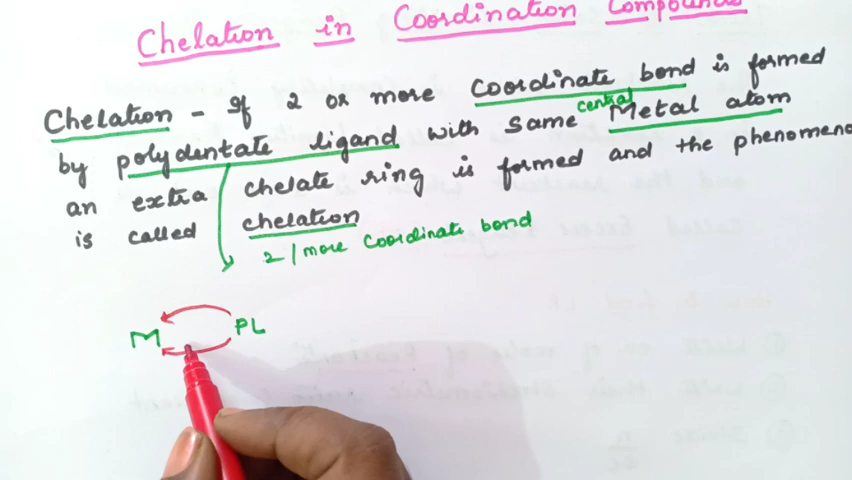 Chelation in Coordination Compounds
Chelation - If 2 or more Coordinate bond is formed
by polydentate ligand with same central Metal atom
an extra chelate ring is formed and the phenomeno
is called chelation
2/more coordinate bond
M PL